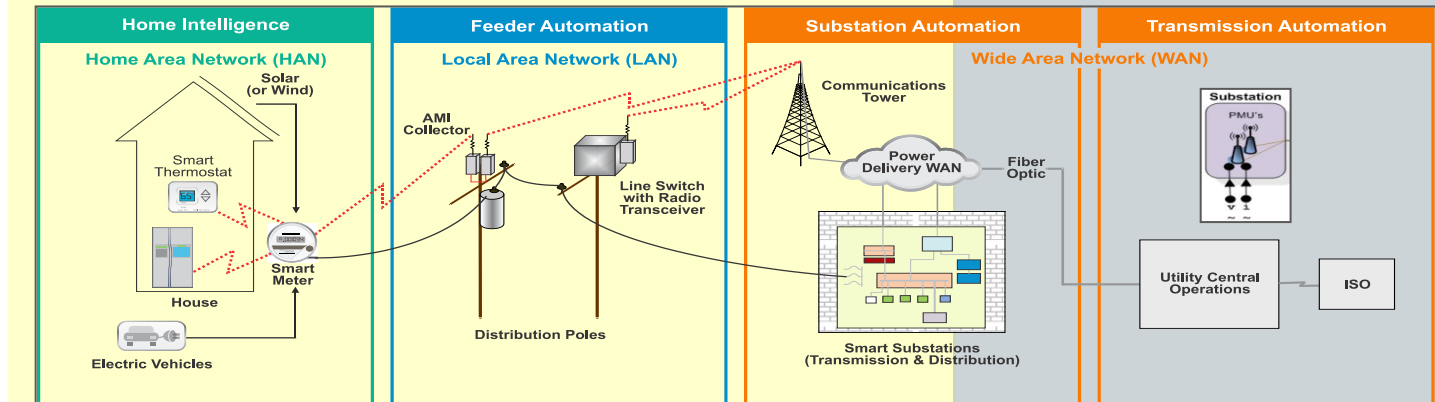 Home Intelligence
Feeder Automation
Substation Automation
Transmission Automation
Home Area Network (HAN)
Local Area Network (LAN)
Wide Area Network (WAN)
Solar
(or Wind)
Smart
Thermostat
65
House
Smart
Meter
Electric Vehicles
AMI
Collector
Line Switch
with Radio
Transceiver
Distribution Poles
Communications
Tower
Power
Delivery WAN
Fiber
Optic
Smart Substations
(Transmission & Distribution)
Substation
PMU's
v i
~ ~
Utility Central
Operations
ISO